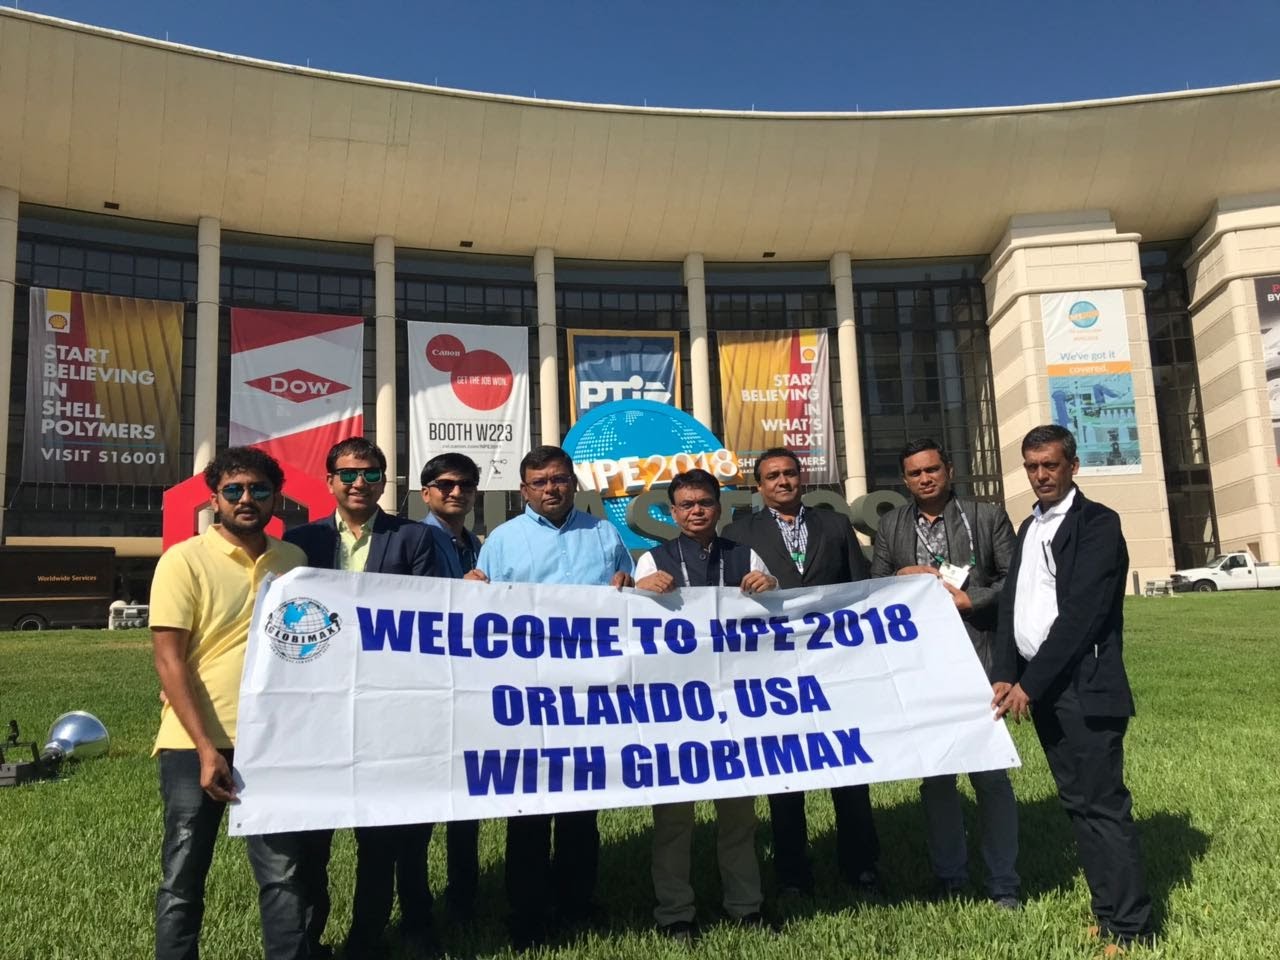 START
BELIEVING
IN
SHELL
POLYMERS
VISIT S16001
DOW
Canon
GET THE JOB WON.
BOOTH W223
PTi
START
BELIEVING
IN
WHAT'S
NEXT
We've got it
covered...
NPE2018
Worldwide Services
GLOBIMAX
WELCOME TO NPE 2018
ORLANDO, USA
WITH GLOBIMAX